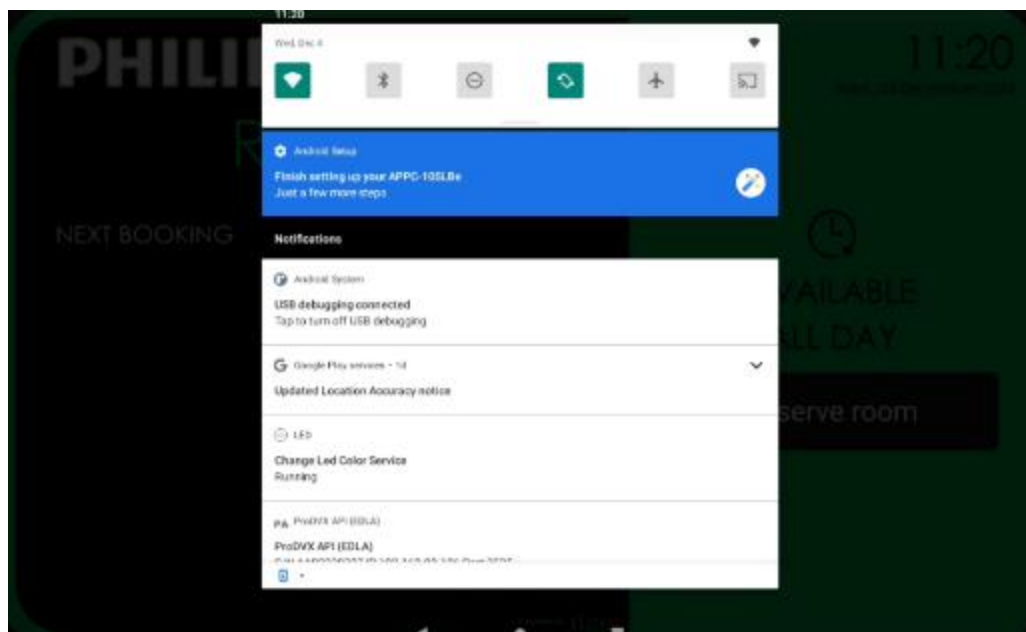 11:20
Wed, Dec 4
PHILI
11:20
R
Android Setup
Finish setting up your APPC-10SLBe
Just a few more steps
NEXT BOOKING
Notifications
Android System
USB debugging connected
Tap to turn off USB debugging
VAILABLE
LL DAY
Google Play services • 1d
Updated Location Accuracy notice
serve room
LED
Change Led Color Service
Running
PA ProDVX API (EDLA)
ProDVX API (EDLA)